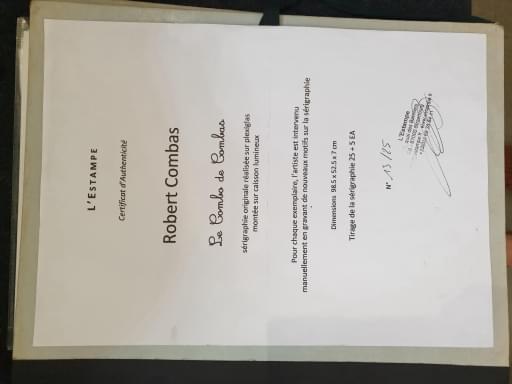 L'ESTAMPE
Certificat d'Authenticité
Robert Combas
Le Combo de Combas
sérigraphie originale réalisée sur plexiglas
montée sur caisson lumineux
Pour chaque exemplaire, l'artiste est intervenu
manuellement en gravant de nouveaux motifs sur la sérigraphie
Dimensions 98.5 x 52.5 x 7 cm
Tirage de la sérigraphie 25 + 5 EA
N° 13/25
L'Estampe